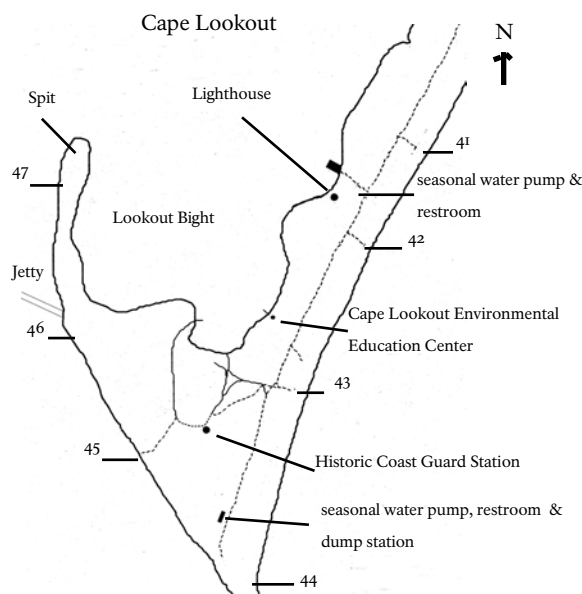 Cape Lookout
N
Lighthouse
Spit
41
47
seasonal water pump &
restroom
Lookout Bight
42
Jetty
Cape Lookout Environmental
Education Center
46
43
45
Historic Coast Guard Station
seasonal water pump, restroom &
dump station
44